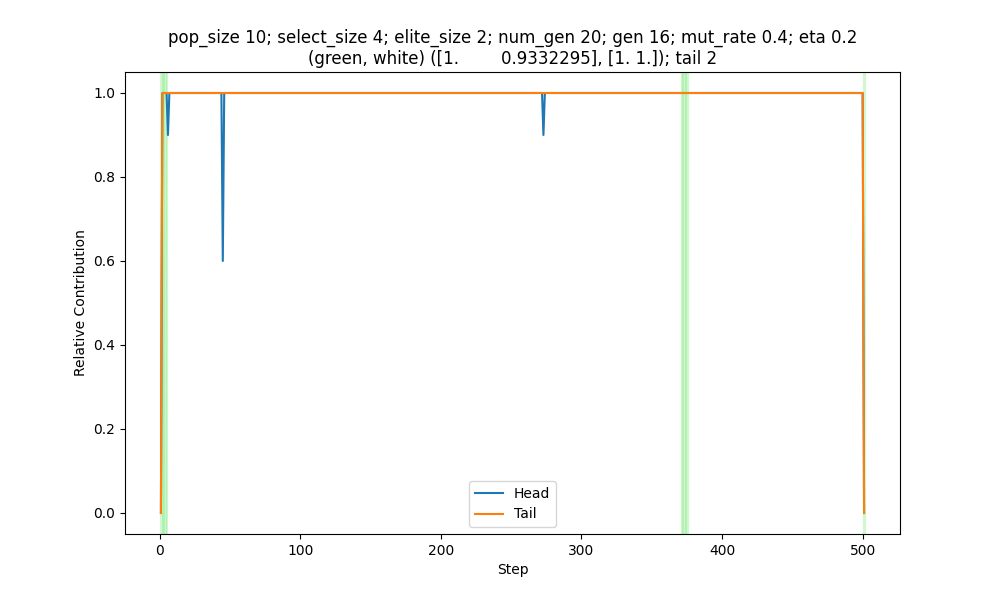 pop_size 10; select_size 4; elite_size 2; num_gen 20; gen 16; mut_rate 0.4; eta 0.2
(green, white) ([1.        0.9332295], [1. 1.]); tail 2
1.0
0.8
0.6
0.4
0.2
0.0
Relative Contribution
Head
Tail
0
100
200
300
400
500
Step